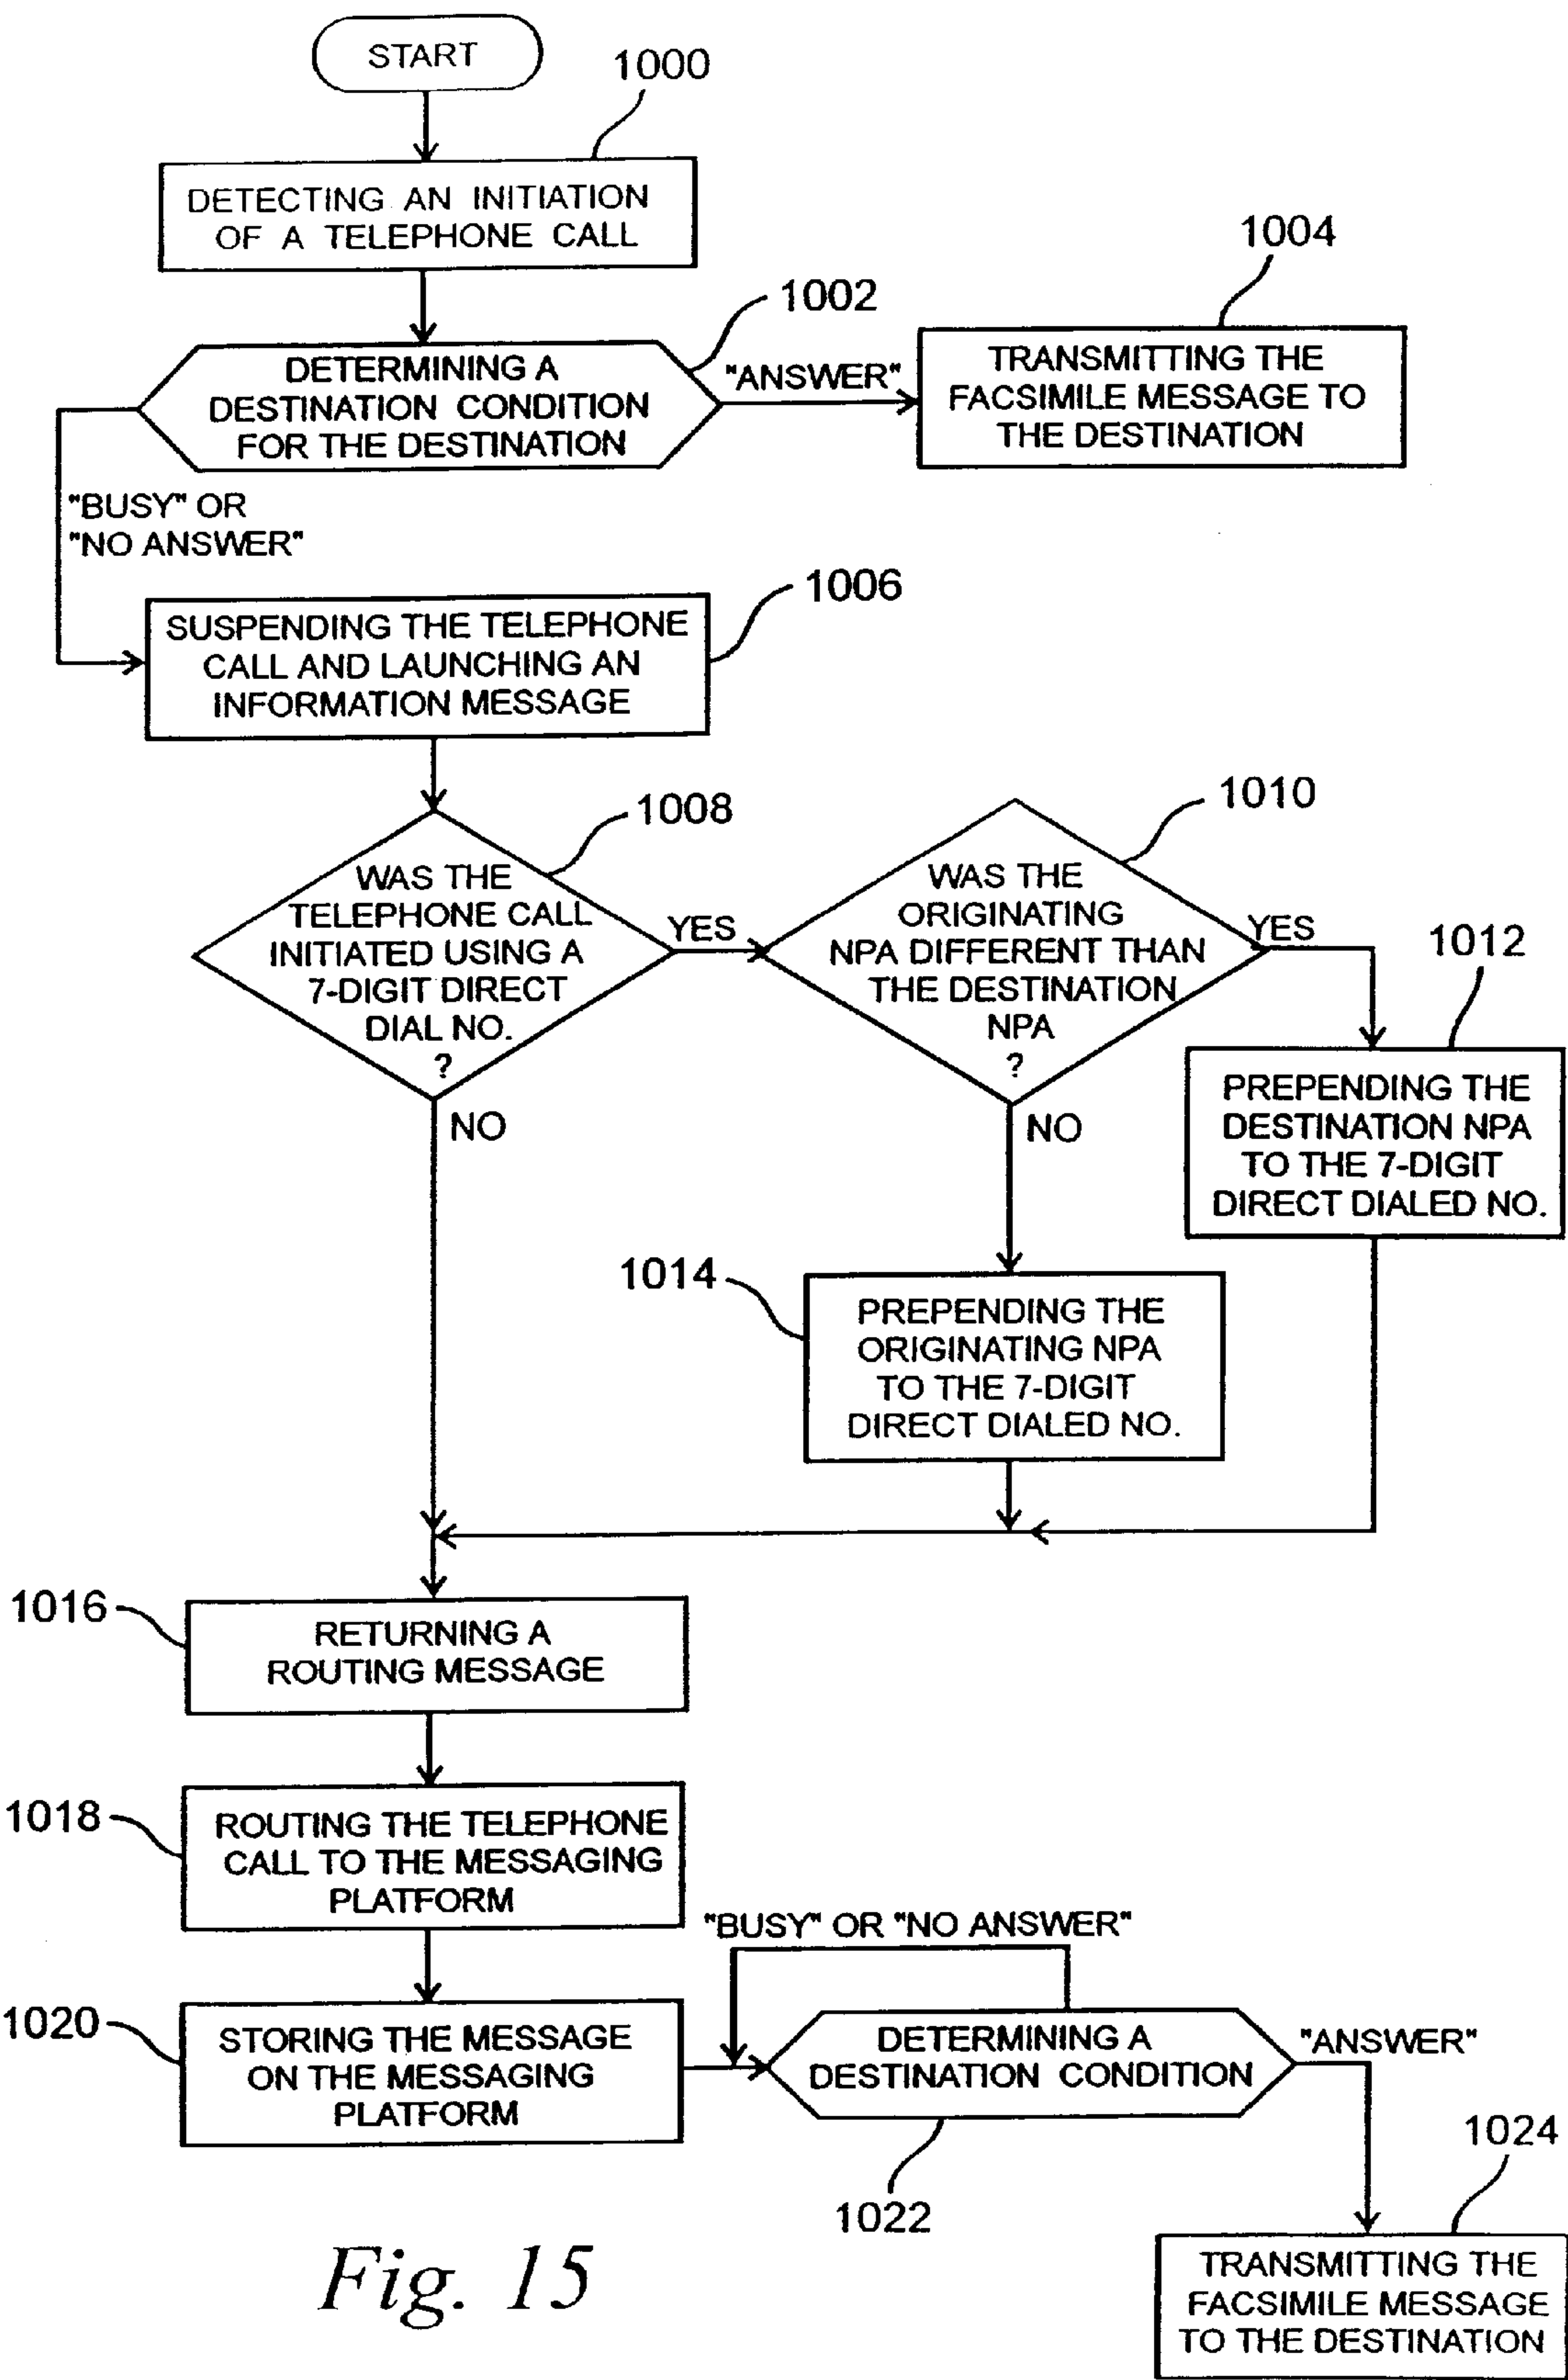 START
1000
DETECTING AN INITIATION
OF A TELEPHONE CALL
1002
DETERMINING A
DESTINATION CONDITION
FOR THE DESTINATION
"ANSWER"
1004
TRANSMITTING THE
FACSIMILE MESSAGE TO
THE DESTINATION
"BUSY" OR
"NO ANSWER"
1006
SUSPENDING THE TELEPHONE
CALL AND LAUNCHING AN
INFORMATION MESSAGE
1008
WAS THE
TELEPHONE CALL
INITIATED USING A
7-DIGIT DIRECT
DIAL NO.
?
YES
NO
1010
WAS THE
ORIGINATING
NPA DIFFERENT THAN
THE DESTINATION
NPA
?
YES
NO
1012
PREPENDING THE
DESTINATION NPA
TO THE 7-DIGIT
DIRECT DIALED NO.
1014
PREPENDING THE
ORIGINATING NPA
TO THE 7-DIGIT
DIRECT DIALED NO.
1016
RETURNING A
ROUTING MESSAGE
1018
ROUTING THE TELEPHONE
CALL TO THE MESSAGING
PLATFORM
1020
STORING THE MESSAGE
ON THE MESSAGING
PLATFORM
"BUSY" OR "NO ANSWER"
DETERMINING A
DESTINATION CONDITION
1022
"ANSWER"
1024
TRANSMITTING THE
FACSIMILE MESSAGE
TO THE DESTINATION
Fig. 15